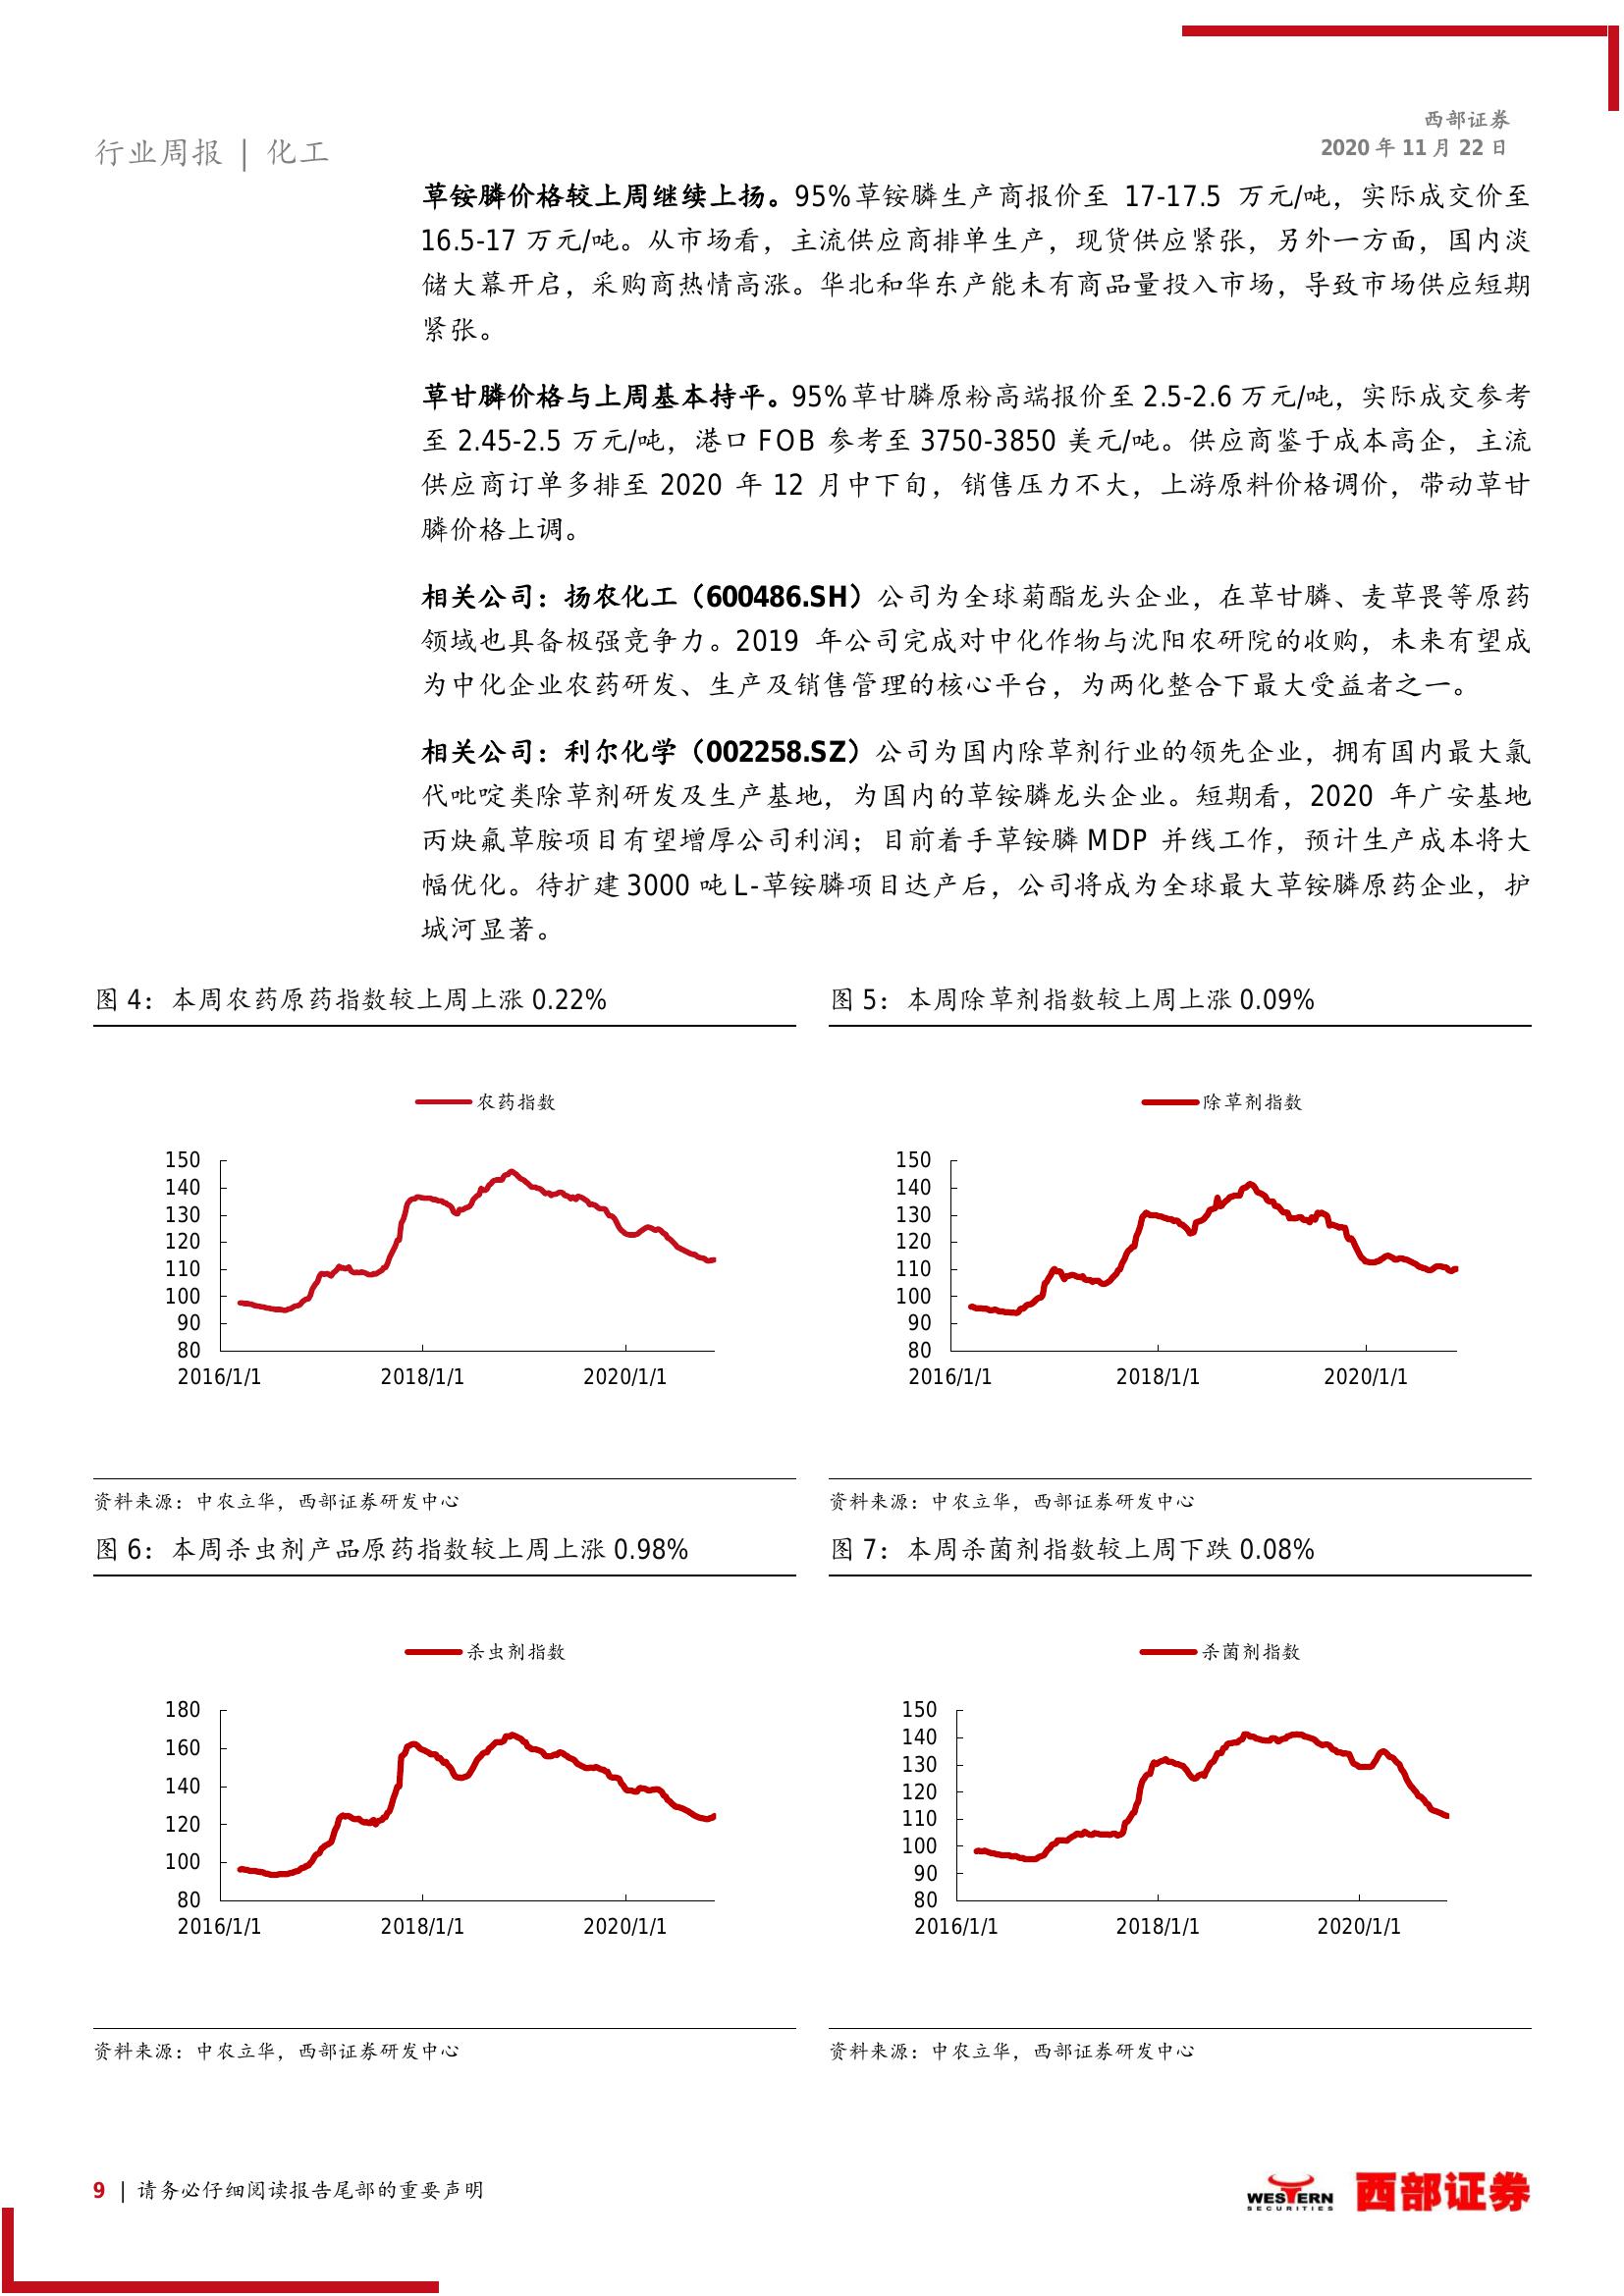 西部证券
2020 年 11 月 22 日
行业周报 | 化工
草铵膦价格较上周继续上扬。95%草铵膦生产商报价至 17-17.5 万元/吨，实际成交价至
16.5-17 万元/吨。从市场看，主流供应商排单生产，现货供应紧张，另外一方面，国内淡
储大幕开启，采购商热情高涨。华北和华东产能未有商品量投入市场，导致市场供应短期
紧张。
草甘膦价格与上周基本持平。95%草甘膦原粉高端报价至 2.5-2.6 万元/吨，实际成交参考
至 2.45-2.5 万元/吨，港口 FOB 参考至 3750-3850 美元/吨。供应商鉴于成本高企，主流
供应商订单多排至 2020 年 12 月中下旬，销售压力不大，上游原料价格调价，带动草甘
膦价格上调。
相关公司：扬农化工（600486.SH）公司为全球菊酯龙头企业，在草甘膦、麦草畏等原药
领域也具备极强竞争力。2019 年公司完成对中化作物与沈阳农研院的收购，未来有望成
为中化企业农药研发、生产及销售管理的核心平台，为两化整合下最大受益者之一。
相关公司：利尔化学（002258.SZ）公司为国内除草剂行业的领先企业，拥有国内最大氯
代吡啶类除草剂研发及生产基地，为国内的草铵膦龙头企业。短期看，2020 年广安基地
丙炔氟草胺项目有望增厚公司利润；目前着手草铵膦 MDP 并线工作，预计生产成本将大
幅优化。待扩建 3000 吨 L-草铵膦项目达产后，公司将成为全球最大草铵膦原药企业，护
城河显著。
图 4：本周农药原药指数较上周上涨 0.22%
农药指数
150
140
130
120
110
100
90
80
2016/1/1 2018/1/1 2020/1/1
资料来源：中农立华，西部证券研发中心
图 5：本周除草剂指数较上周上涨 0.09%
除草剂指数
150
140
130
120
110
100
90
80
2016/1/1 2018/1/1 2020/1/1
资料来源：中农立华，西部证券研发中心
图 6：本周杀虫剂产品原药指数较上周上涨 0.98%
杀虫剂指数
180
160
140
120
100
80
2016/1/1 2018/1/1 2020/1/1
资料来源：中农立华，西部证券研发中心
图 7：本周杀菌剂指数较上周下跌 0.08%
杀菌剂指数
150
140
130
120
110
100
90
80
2016/1/1 2018/1/1 2020/1/1
资料来源：中农立华，西部证券研发中心
9 | 请务必仔细阅读报告尾部的重要声明
WESTERN
SECURITIES
西部证券